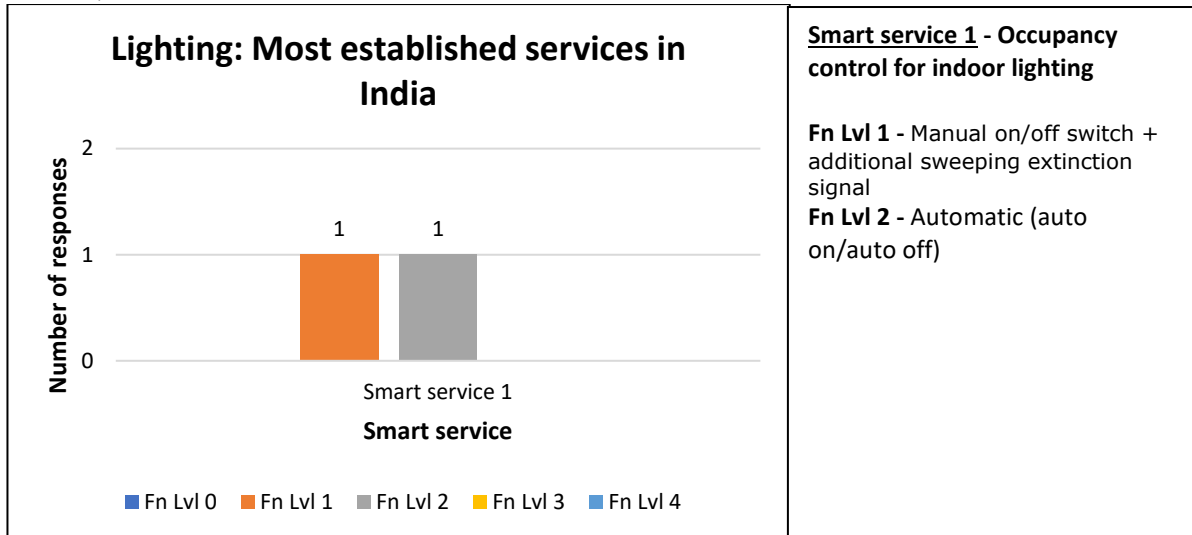 Lighting: Most established services in
India
Number of responses
2
1
0
1 1
Smart service 1
Smart service
Fn Lvl 0 Fn Lvl 1 Fn Lvl 2 Fn Lvl 3 Fn Lvl 4
Smart service 1 - Occupancy
control for indoor lighting
Fn Lvl 1 - Manual on/off switch +
additional sweeping extinction
signal
Fn Lvl 2 - Automatic (auto
on/auto off)